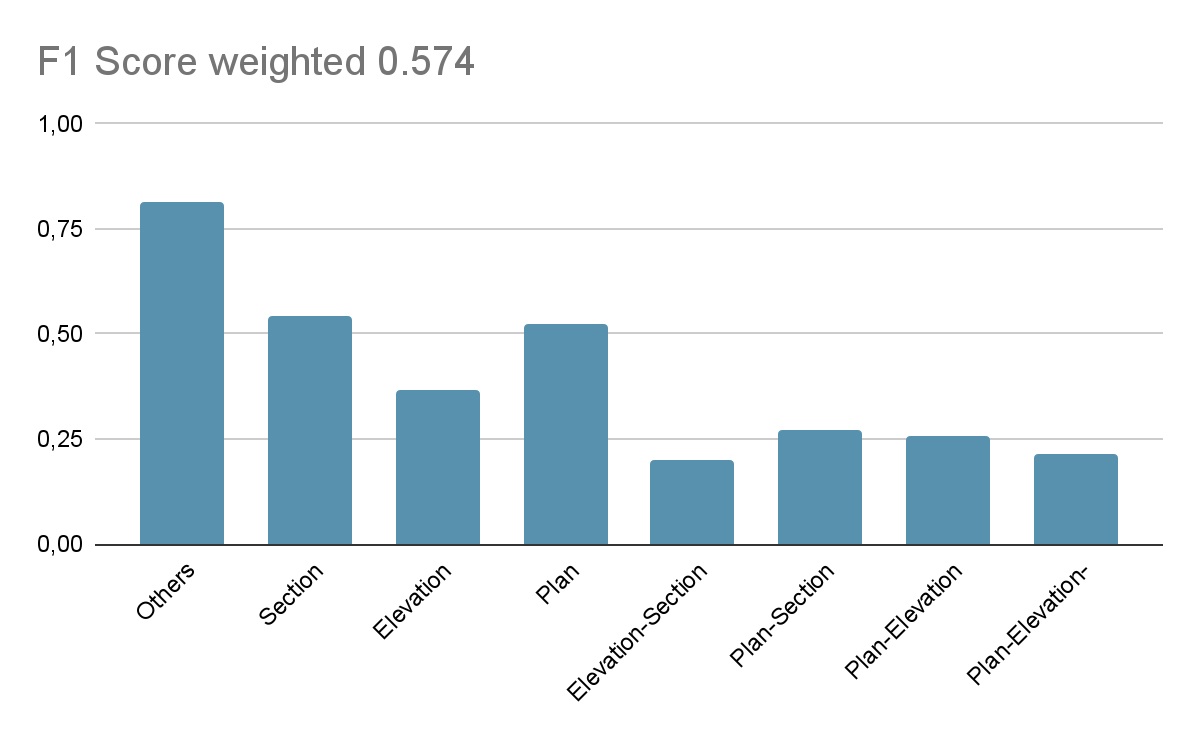 F1 Score weighted 0.574
1,00
0,75
0,50
0,25
0,00
Others
Section
Elevation
Plan
Elevation-Section
Plan-Section
Plan-Elevation
Plan-Elevation-